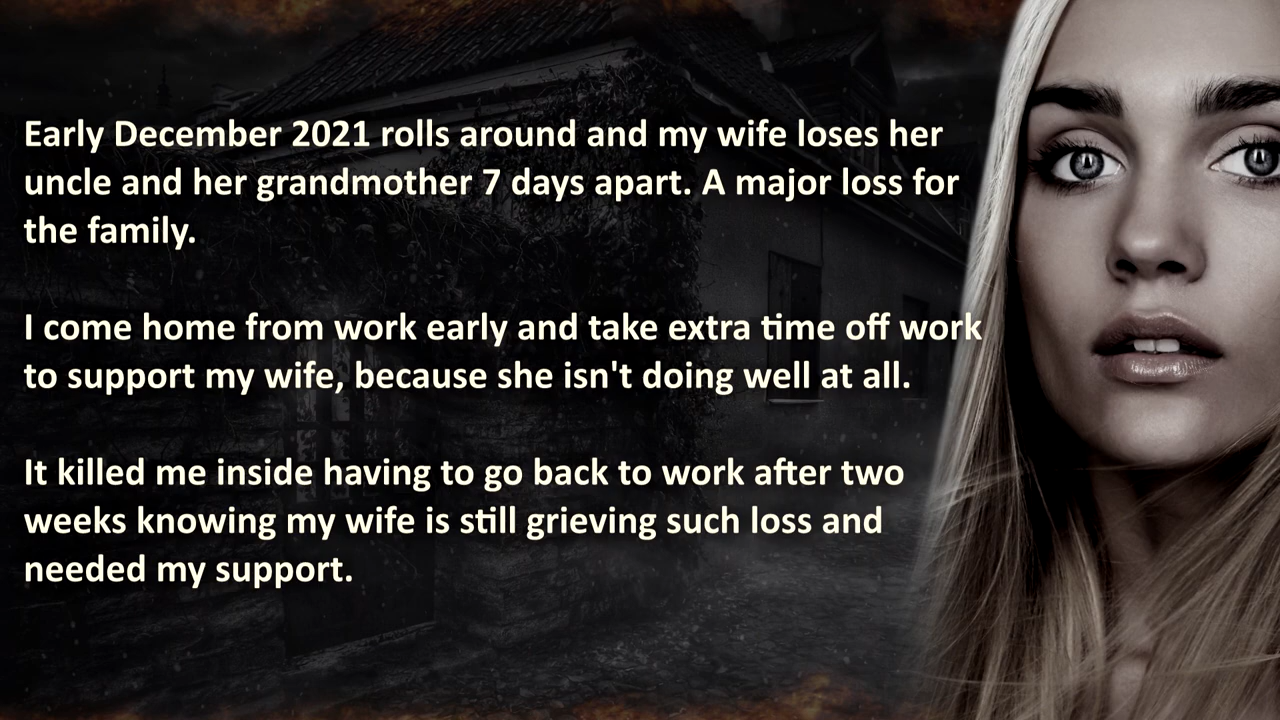 Early December 2021 rolls around and my wife loses her
uncle and her grandmother 7 days apart. A major loss for
the family.
I come home from work early and take extra time off work
to support my wife, because she isn't doing well at all.
It killed me inside having to go back to work after two
weeks knowing my wife is still grieving such loss and
needed my support.